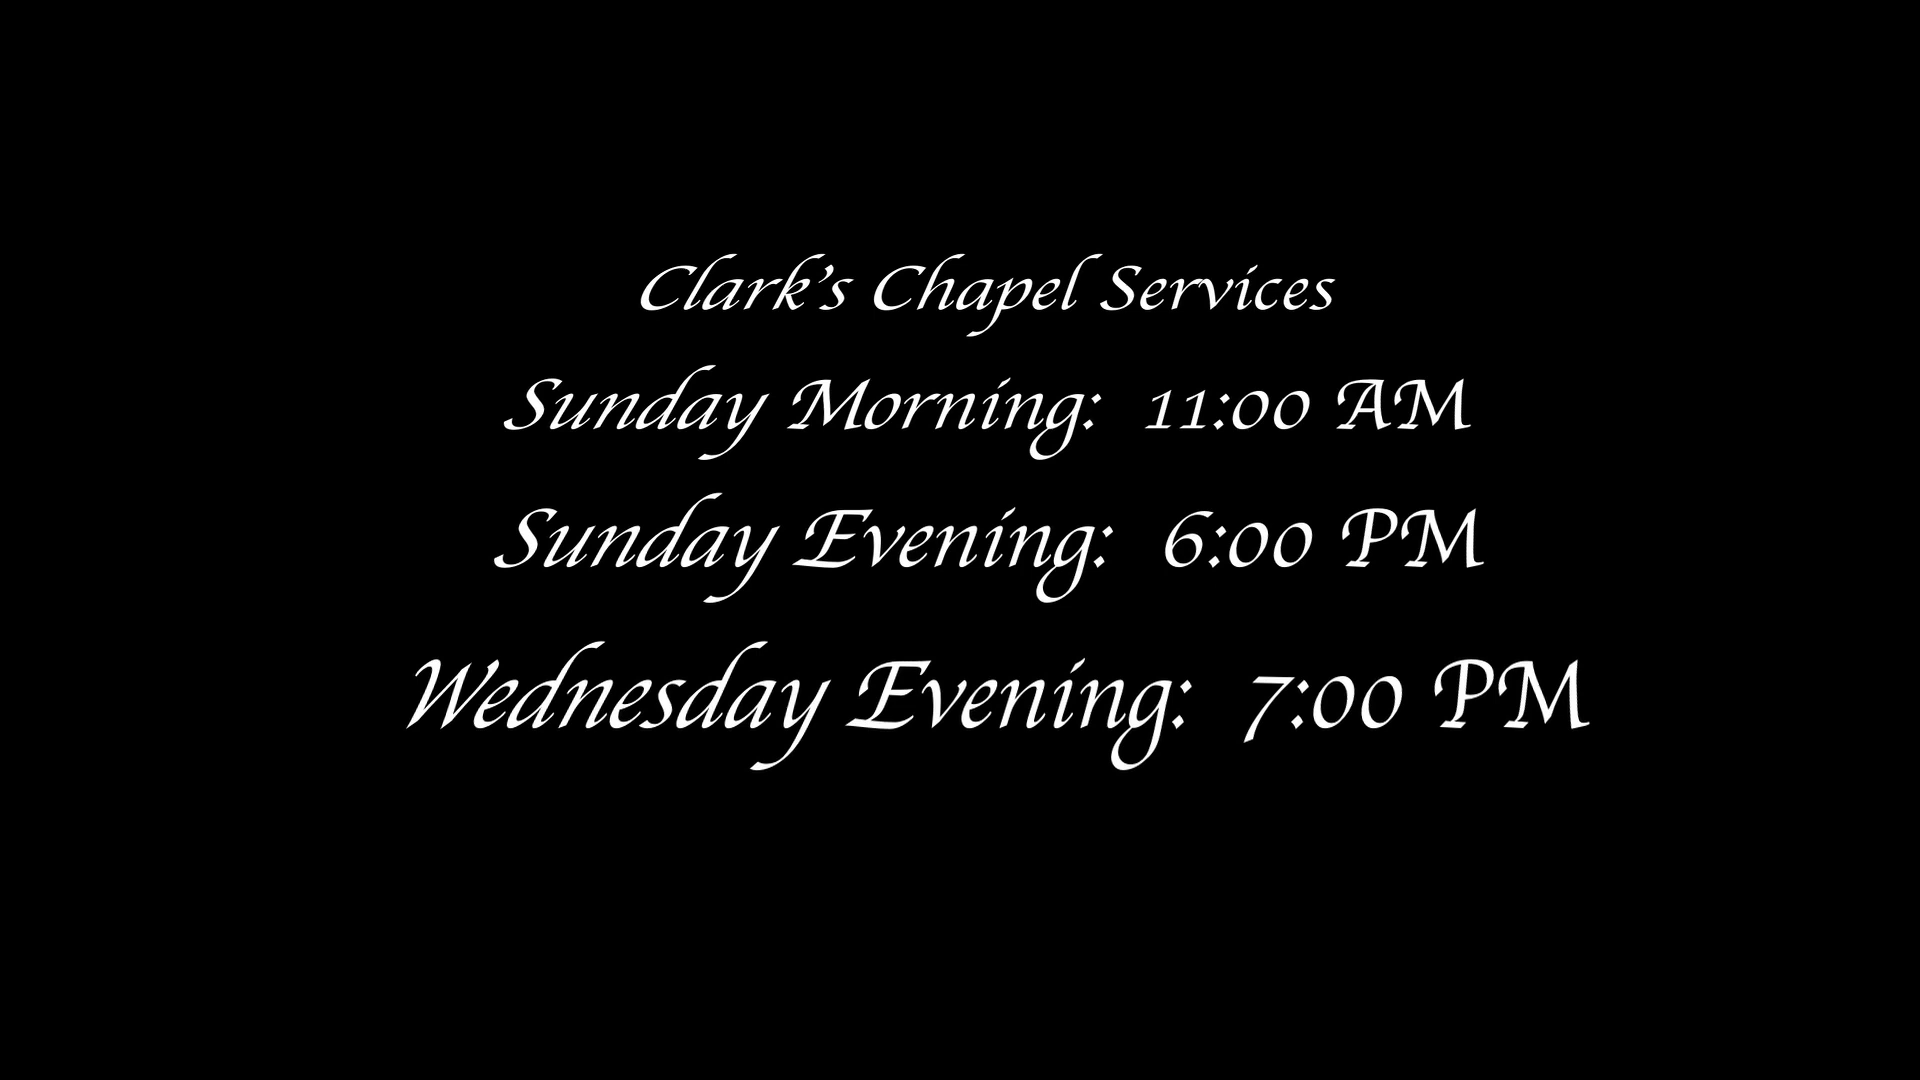 Clark’s Chapel Services
Sunday Morning:  11:00 AM
Sunday Evening:  6:00 PM
Wednesday Evening:  7:00 PM